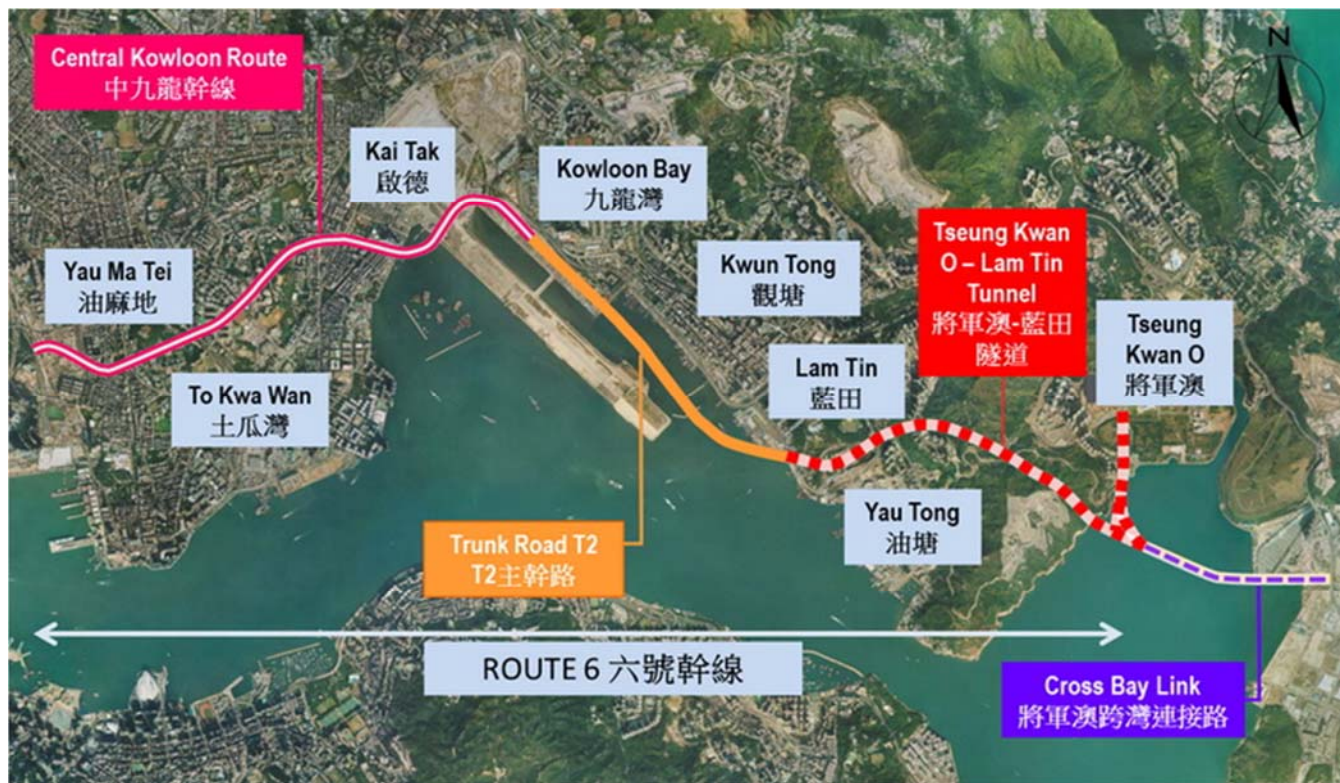 N
Central Kowloon Route
中九龍幹線
Kai Tak
啟德
Kowloon Bay
九龍灣
Yau Ma Tei
油麻地
To Kwa Wan
土瓜灣
Kwun Tong
觀塘
Lam Tin
藍田
Tseung Kwan
O – Lam Tin
Tunnel
將軍澳-藍田
隧道
Tseung
Kwan O
將軍澳
Yau Tong
油塘
Trunk Road T2
T2主幹路
ROUTE 6 六號幹線
Cross Bay Link
將軍澳跨灣連接路